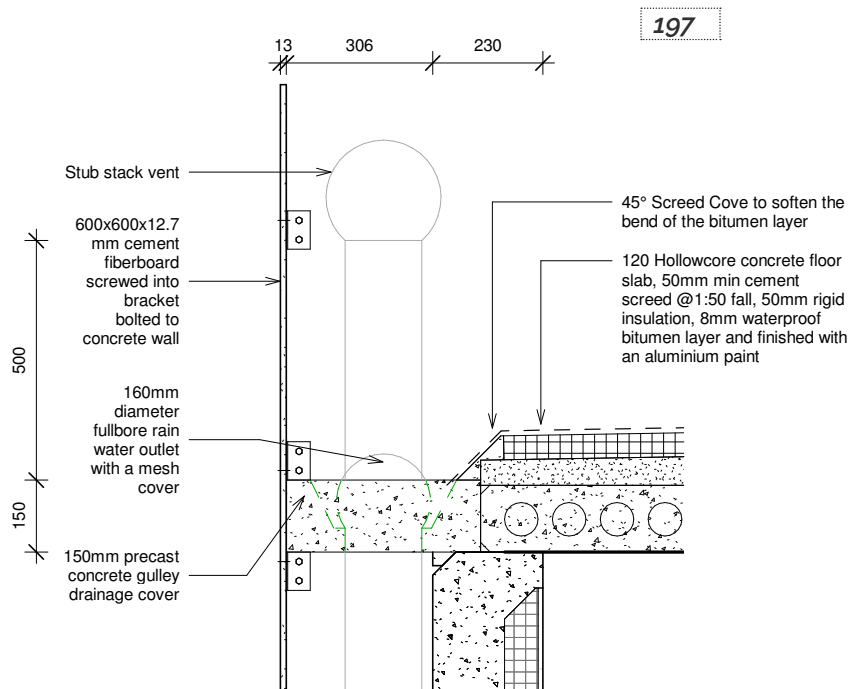 197
13
306
230
Stub stack vent
600x600x12.7
mm cement
fiberboard
screwed into
bracket
bolted to
concrete wall
500
160mm
diameter
fullbore rain
water outlet
with a mesh
cover
150
150mm precast
concrete gulley
drainage cover
45° Screed Cove to soften the
bend of the bitumen layer
120 Hollowcore concrete floor
slab, 50mm min cement
screed @1:50 fall, 50mm rigid
insulation, 8mm waterproof
bitumen layer and finished with
an aluminium paint